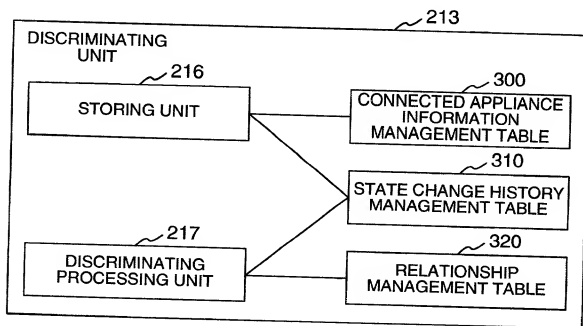 213
DISCRIMINATING
UNIT
216
STORING UNIT
300
CONNECTED APPLIANCE
INFORMATION
MANAGEMENT TABLE
310
STATE CHANGE HISTORY
MANAGEMENT TABLE
217
DISCRIMINATING
PROCESSING UNIT
320
RELATIONSHIP
MANAGEMENT TABLE